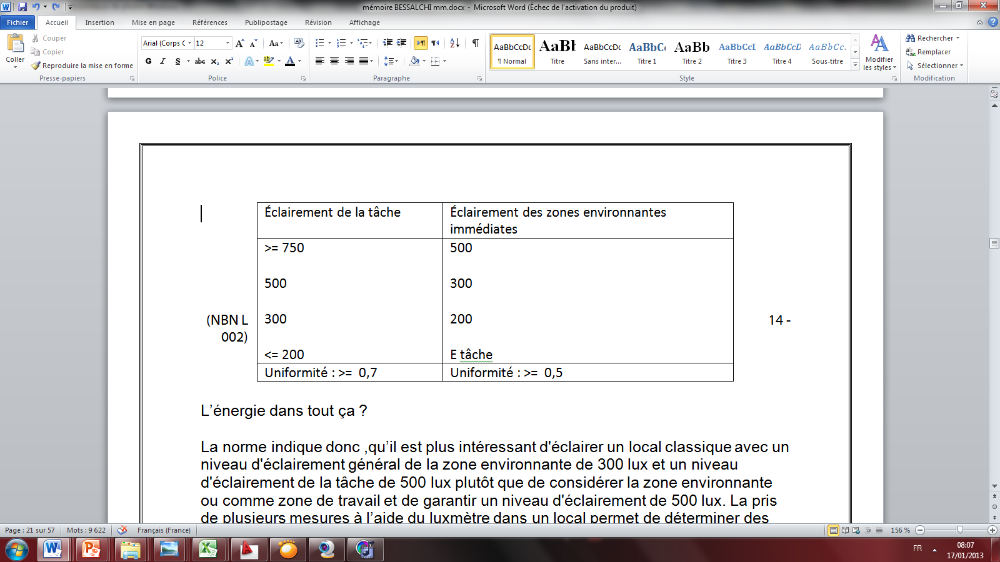 mémoire BESSALCHI mm.docx - Microsoft Word (Échec de l'activation du produit)
Fichier Accueil Insertion Mise en page Références Publipostage Révision Affichage
Coller
Couper
Copier
Reproduire la mise en forme
Presse-papiers
Arial (Corps C 12
G I S abc x₂ x²
Police
Paragraphe
AaBbCcDc AaBl AaBbCcDc AaBbC AaBb AaBbCcI AaBbCcD AaBbCc.
¶ Normal Titre Sans inter... Titre 1 Titre 2 Titre 3 Titre 4 Sous-titre
Style
Modifier
les styles
Rechercher
Remplacer
Sélectionner
Modification
Éclairement de la tâche
Éclairement des zones environnantes
immédiates
>= 750 500
500 300
(NBN L 300 200 14 -
002)
<= 200 E tâche
Uniformité : >= 0,7 Uniformité : >= 0,5
L’énergie dans tout ça ?
La norme indique donc ,qu’il est plus intéressant d'éclairer un local classique avec un
niveau d'éclairement général de la zone environnante de 300 lux et un niveau
d'éclairement de la tâche de 500 lux plutôt que de considérer la zone environnante
ou comme zone de travail et de garantir un niveau d'éclairement de 500 lux. La pris
de plusieurs mesures à l’aide du luxmètre dans un local permet de déterminer des
Page : 21 sur 57 Mots : 9 622 Français (France) 156 %
FR 08:07
17/01/2013